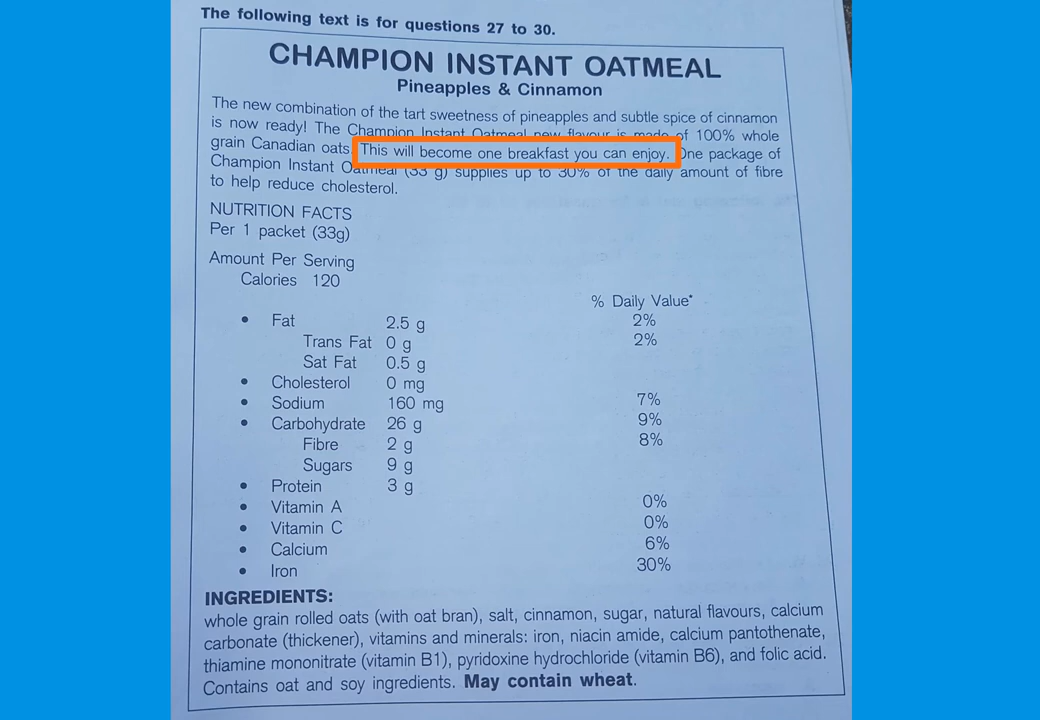 The following text is for questions 27 to 30.
CHAMPION INSTANT OATMEAL
Pineapples & Cinnamon
The new combination of the tart sweetness of pineapples and subtle spice of cinnamon
is now ready! The Champion Instant Oatmeal new flavour is made of 100% whole
grain Canadian oats. This will become one breakfast you can enjoy. One package of
Champion Instant Oatmeal (33 g) supplies up to 30% of the daily amount of fibre
to help reduce cholesterol.
NUTRITION FACTS
Per 1 packet (33g)
Amount Per Serving
Calories 120
% Daily Value*
• Fat 2.5 g 2%
Trans Fat 0 g 2%
Sat Fat 0.5 g
• Cholesterol 0 mg
• Sodium 160 mg 7%
• Carbohydrate 26 g 9%
Fibre 2 g 8%
Sugars 9 g
• Protein 3 g
• Vitamin A 0%
• Vitamin C 0%
• Calcium 6%
• Iron 30%
INGREDIENTS:
whole grain rolled oats (with oat bran), salt, cinnamon, sugar, natural flavours, calcium
carbonate (thickener), vitamins and minerals: iron, niacin amide, calcium pantothenate,
thiamine mononitrate (vitamin B1), pyridoxine hydrochloride (vitamin B6), and folic acid.
Contains oat and soy ingredients. May contain wheat.